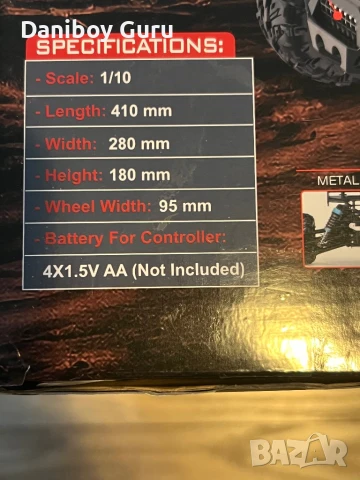 Daniboy Guru
SPECIFICATIONS:
- Scale: 1/10
- Length: 410 mm
- Width: 280 mm
- Height: 180 mm
- Wheel Width: 95 mm
- Battery For Controller:
4X1.5V AA (Not Included)
METAL
BAZAR